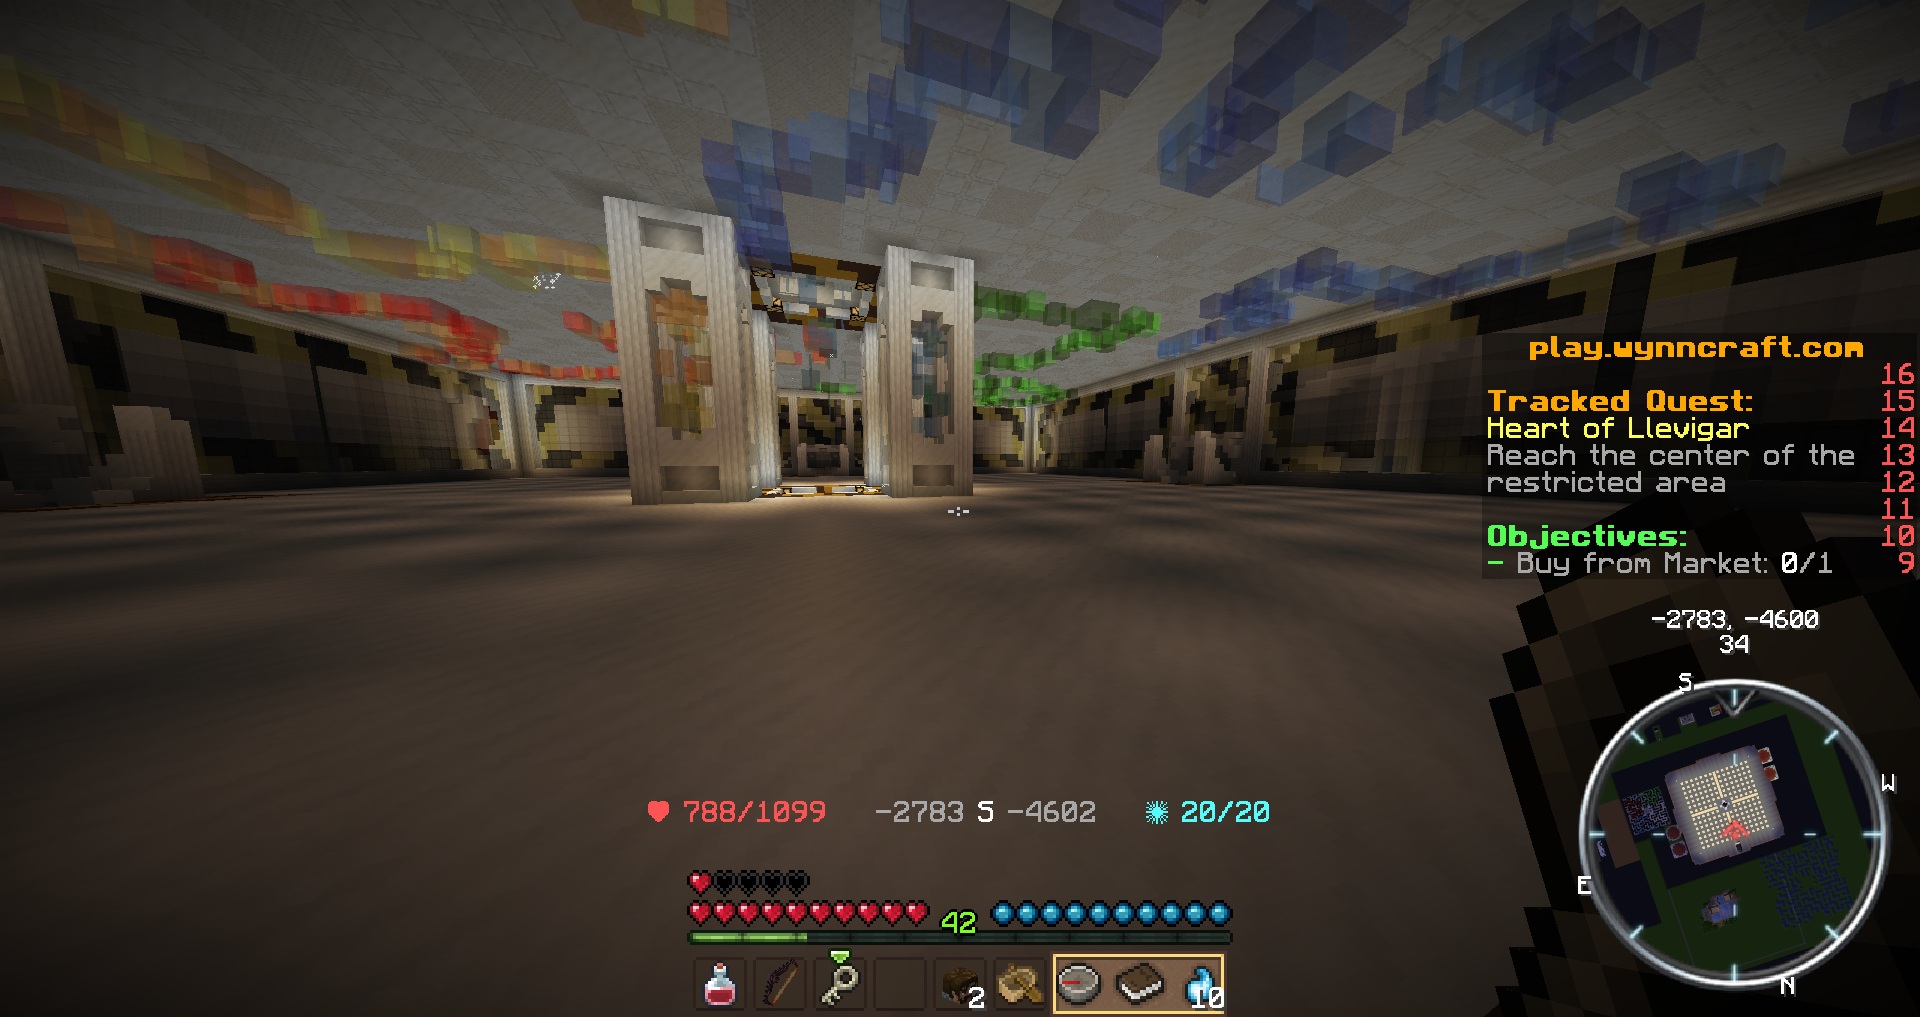 play.wynncraft.com
16
Tracked Quest: 15
Heart of Llevigar 14
Reach the center of the 13
restricted area 12
11
Objectives: 10
- Buy from Market: 0/1 9
-2783, -4600
34
S
W
E
N
788/1099 -2783 S -4602 20/20
42
2
10